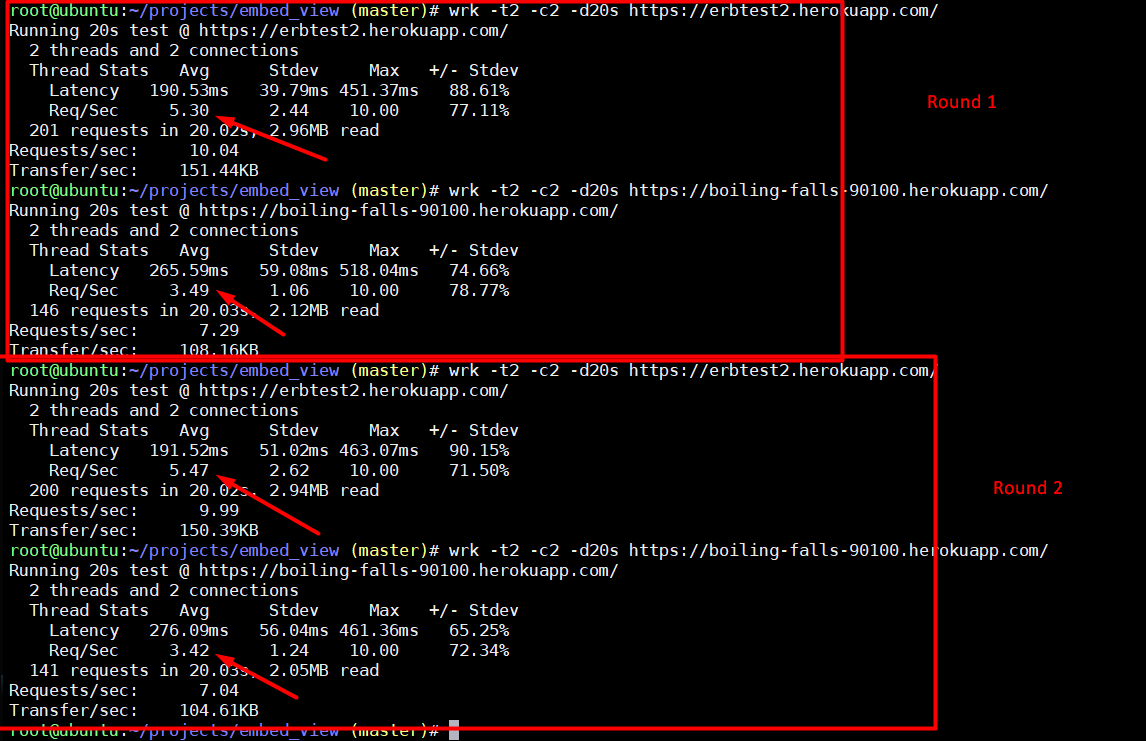 root@ubuntu:~/projects/embed_view (master)# wrk -t2 -c2 -d20s https://erbtest2.herokuapp.com/
Running 20s test @ https://erbtest2.herokuapp.com/
  2 threads and 2 connections
  Thread Stats   Avg      Stdev     Max   +/- Stdev
    Latency   190.53ms   39.79ms 451.37ms   88.61%
    Req/Sec     5.30      2.44    10.00     77.11%
  201 requests in 20.02s, 2.96MB read
Requests/sec:     10.04
Transfer/sec:    151.44KB
Round 1
root@ubuntu:~/projects/embed_view (master)# wrk -t2 -c2 -d20s https://boiling-falls-90100.herokuapp.com/
Running 20s test @ https://boiling-falls-90100.herokuapp.com/
  2 threads and 2 connections
  Thread Stats   Avg      Stdev     Max   +/- Stdev
    Latency   265.59ms   59.08ms 518.04ms   74.66%
    Req/Sec     3.49      1.06    10.00     78.77%
  146 requests in 20.03s, 2.12MB read
Requests/sec:      7.29
Transfer/sec:    108.16KB
root@ubuntu:~/projects/embed_view (master)# wrk -t2 -c2 -d20s https://erbtest2.herokuapp.com/
Running 20s test @ https://erbtest2.herokuapp.com/
  2 threads and 2 connections
  Thread Stats   Avg      Stdev     Max   +/- Stdev
    Latency   191.52ms   51.02ms 463.07ms   90.15%
    Req/Sec     5.47      2.62    10.00     71.50%
  200 requests in 20.02s, 2.94MB read
Requests/sec:      9.99
Transfer/sec:    150.39KB
Round 2
root@ubuntu:~/projects/embed_view (master)# wrk -t2 -c2 -d20s https://boiling-falls-90100.herokuapp.com/
Running 20s test @ https://boiling-falls-90100.herokuapp.com/
  2 threads and 2 connections
  Thread Stats   Avg      Stdev     Max   +/- Stdev
    Latency   276.09ms   56.04ms 461.36ms   65.25%
    Req/Sec     3.42      1.24    10.00     72.34%
  141 requests in 20.03s, 2.05MB read
Requests/sec:      7.04
Transfer/sec:    104.61KB
root@ubuntu:~/projects/embed_view (master)#